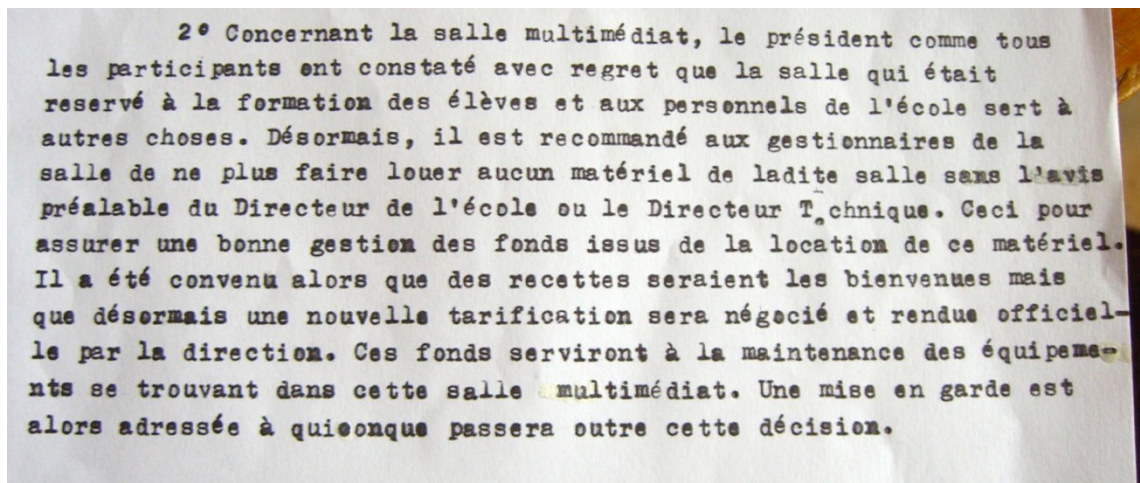 2° Concernant la salle multimédiat, le président comme tous
les participants ont constaté avec regret que la salle qui était
reservé à la formation des élèves et aux personnels de l'école sert à
autres choses. Désormais, il est recommandé aux gestionnaires de la
salle de ne plus faire louer aucun matériel de ladite salle sans l'avis
préalable du Directeur de l'école ou le Directeur Technique. Ceci pour
assurer une bonne gestion des fonds issus de la location de ce matériel.
Il a été convenu alors que des recettes seraient les bienvenues mais
que désormais une nouvelle tarification sera négocié et rendue officiel-
le par la direction. Ces fonds serviront à la maintenance des équipeme-
nts se trouvant dans cette salle multimédiat. Une mise en garde est
alors adressée à quiconque passera outre cette décision.